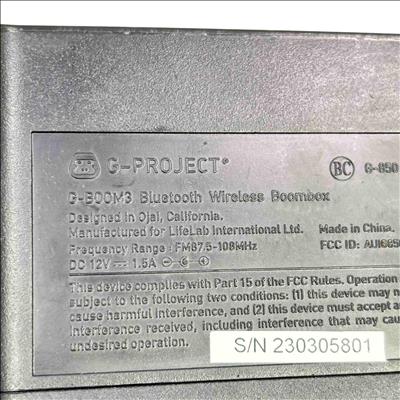 G-PROJECT®
BC G-650
G-BOOM3 Bluetooth Wireless Boombox
Designed in Ojai, California.
Manufactured for LifeLab International Ltd. Made in China.
Frequency Range : FM87.5-108MHz FCC ID:
DC 12V 1.5A
This device complies with Part 15 of the FCC Rules. Operation
subject to the following two conditions: (1) this device may
cause harmful interference, and (2) this device must accept
interference received, including interference that may
undesired operation.
S/N 230305801